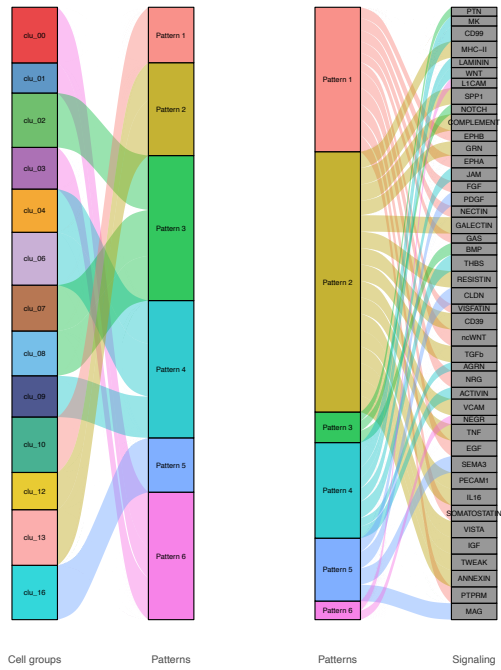 clu_00
clu_01
clu_02
clu_03
clu_04
clu_06
clu_07
clu_08
clu_09
clu_10
clu_12
clu_13
clu_16
Pattern 1
Pattern 2
Pattern 3
Pattern 4
Pattern 5
Pattern 6
Pattern 1
Pattern 2
Pattern 3
Pattern 4
Pattern 5
Pattern 6
PTN
MK
CD99
MHC−II
LAMININ
WNT
L1CAM
SPP1
NOTCH
COMPLEMENT
EPHB
GRN
EPHA
JAM
FGF
PDGF
NECTIN
GALECTIN
GAS
BMP
THBS
RESISTIN
CLDN
VISFATIN
CD39
ncWNT
TGFb
AGRN
NRG
ACTIVIN
VCAM
NEGR
TNF
EGF
SEMA3
PECAM1
IL16
SOMATOSTATIN
VISTA
IGF
TWEAK
ANNEXIN
PTPRM
MAG
Cell groups
Patterns
Patterns
Signaling